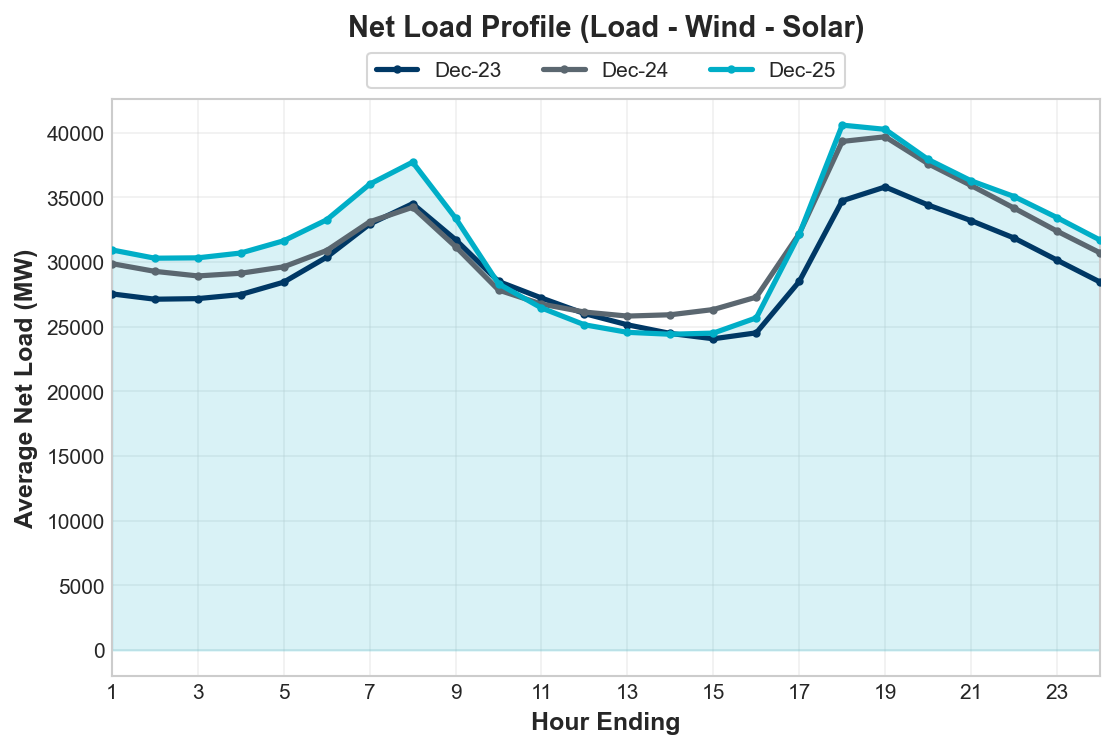 Net Load Profile (Load - Wind - Solar)
Dec-23 Dec-24 Dec-25
Average Net Load (MW)
40000
35000
30000
25000
20000
15000
10000
5000
0
1 3 5 7 9 11 13 15 17 19 21 23
Hour Ending